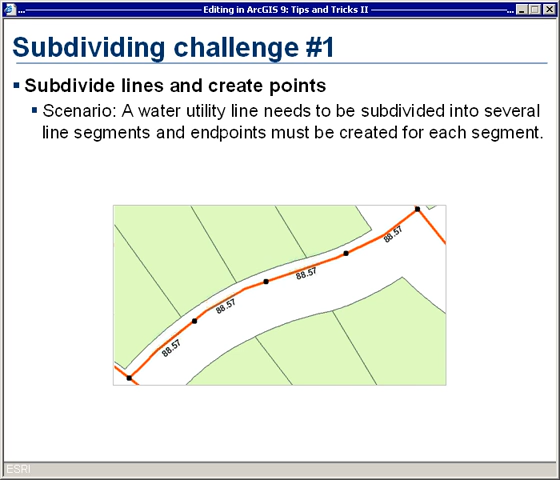 Editing in ArcGIS 9: Tips and Tricks II
Subdividing challenge #1
Subdivide lines and create points
Scenario: A water utility line needs to be subdivided into several
line segments and endpoints must be created for each segment.
88.57
88.57
88.57
88.57
ESRI